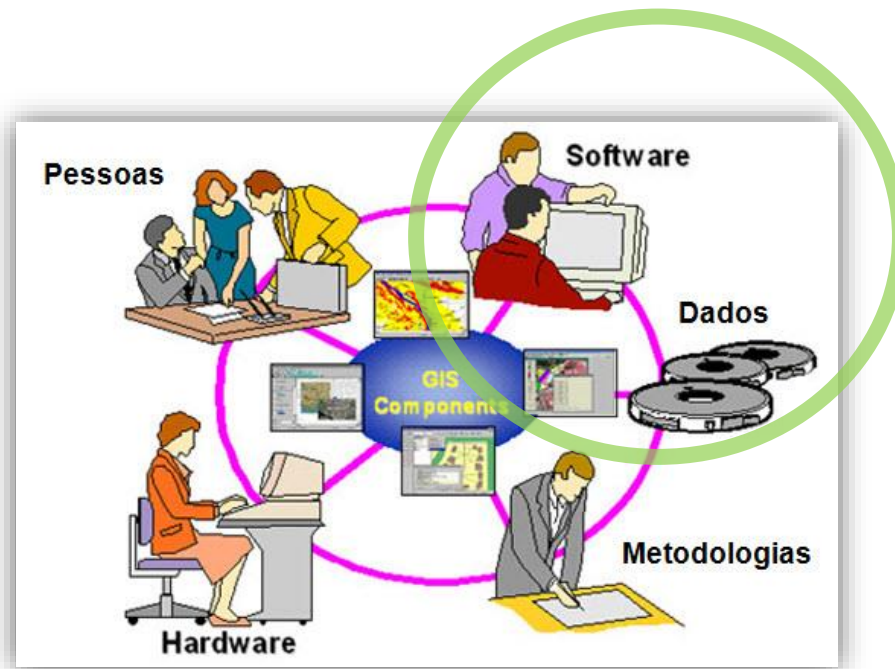 Pessoas
Software
Dados
GIS
Components
Metodologias
Hardware